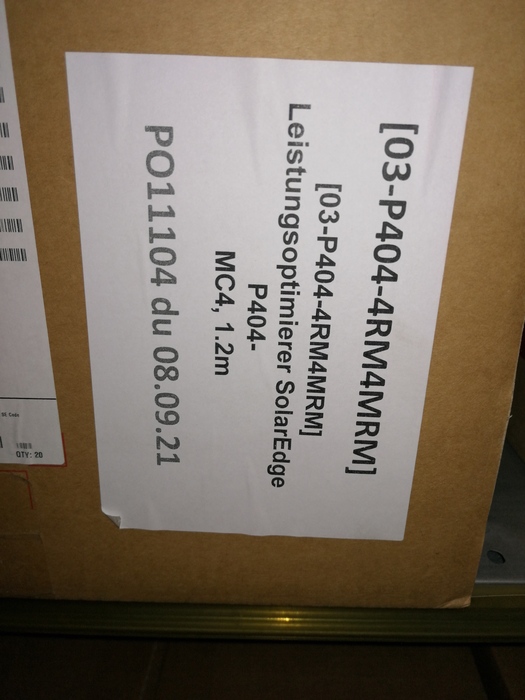 [03-P404-4RM4MRM]
[03-P404-4RM4MRM]
Leistungsoptimierer SolarEdge
P404-
MC4, 1.2m
PO11104 du 08.09.21
QTY: 20